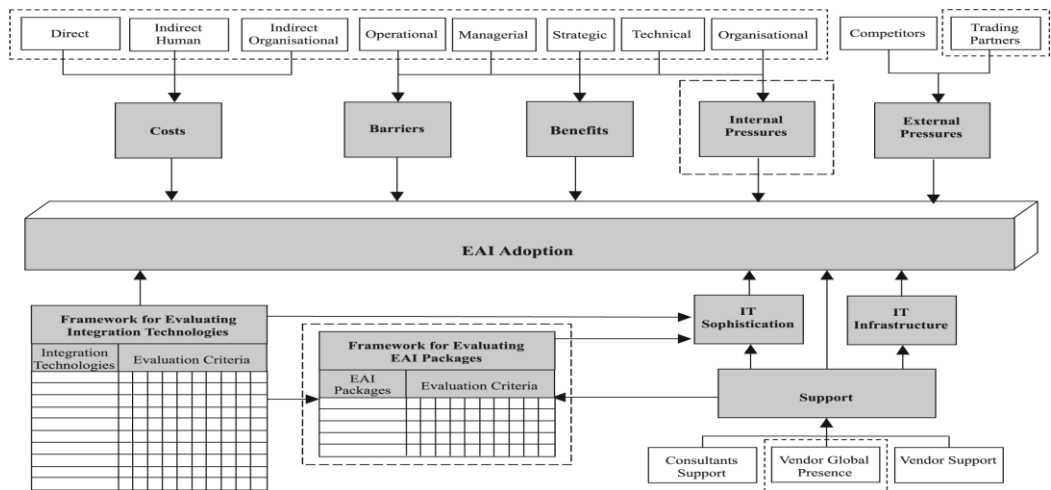 Direct
Indirect
Human
Indirect
Organisational
Operational
Managerial
Strategic
Technical
Organisational
Competitors
Trading
Partners
Costs
Barriers
Benefits
Internal
Pressures
External
Pressures
EAI Adoption
Framework for Evaluating
Integration Technologies
Integration
Technologies
Evaluation Criteria
Framework for Evaluating
EAI Packages
EAI
Packages
Evaluation Criteria
IT
Sophistication
IT
Infrastructure
Support
Consultants
Support
Vendor Global
Presence
Vendor Support